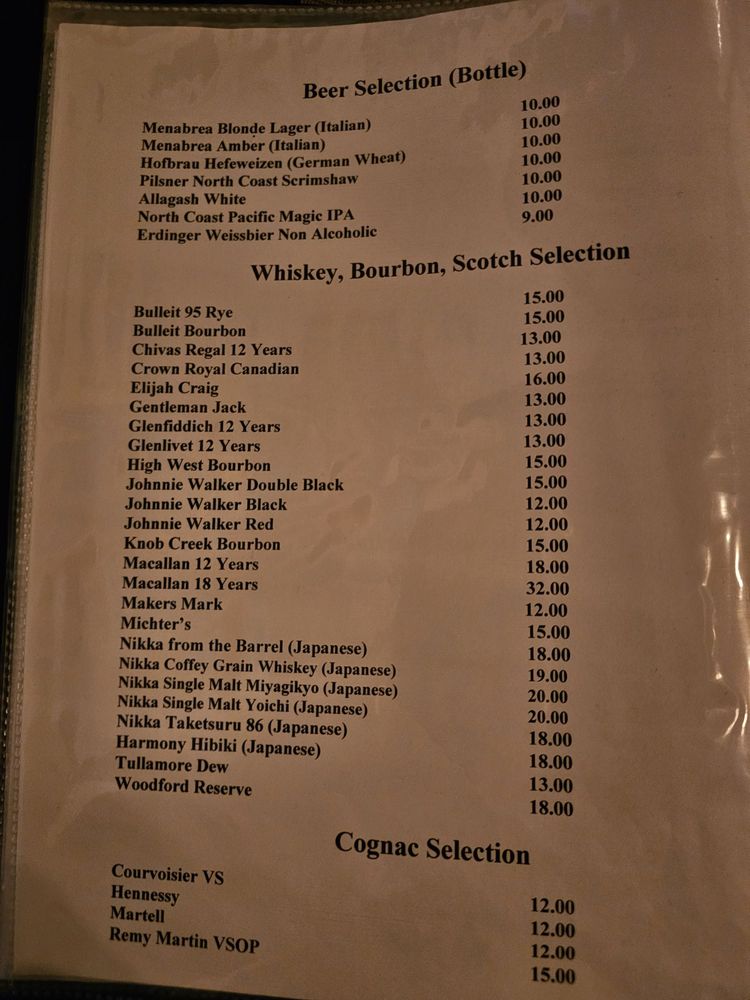 Beer Selection (Bottle)
Menabrea Blonde Lager (Italian) 10.00
Menabrea Amber (Italian) 10.00
Hofbrau Hefeweizen (German Wheat) 10.00
Pilsner North Coast Scrimshaw 10.00
Allagash White 10.00
North Coast Pacific Magic IPA 10.00
Erdinger Weissbier Non Alcoholic 9.00
Whiskey, Bourbon, Scotch Selection
Bulleit 95 Rye 15.00
Bulleit Bourbon 15.00
Chivas Regal 12 Years 13.00
Crown Royal Canadian 13.00
Elijah Craig 16.00
Gentleman Jack 13.00
Glenfiddich 12 Years 13.00
Glenlivet 12 Years 13.00
High West Bourbon 15.00
Johnnie Walker Double Black 15.00
Johnnie Walker Black 12.00
Johnnie Walker Red 12.00
Knob Creek Bourbon 15.00
Macallan 12 Years 18.00
Macallan 18 Years 32.00
Makers Mark 12.00
Michter’s 15.00
Nikka from the Barrel (Japanese) 18.00
Nikka Coffey Grain Whiskey (Japanese) 19.00
Nikka Single Malt Miyagikyo (Japanese) 20.00
Nikka Single Malt Yoichi (Japanese) 20.00
Nikka Taketsuru 86 (Japanese) 18.00
Harmony Hibiki (Japanese) 18.00
Tullamore Dew 13.00
Woodford Reserve 18.00
Cognac Selection
Courvoisier VS 12.00
Hennessy 12.00
Martell 12.00
Remy Martin VSOP 15.00